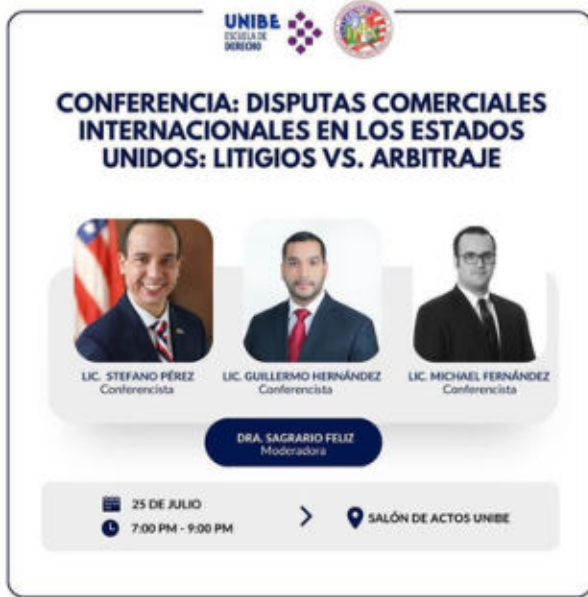 UNIBE
ESCUELA DE
DERECHO
CONFERENCIA: DISPUTAS COMERCIALES
INTERNACIONALES EN LOS ESTADOS
UNIDOS: LITIGIOS VS. ARBITRAJE
LIC. STEFANO PÉREZ
Conferencista
LIC. GUILLERMO HERNÁNDEZ
Conferencista
LIC. MICHAEL FERNÁNDEZ
Conferencista
DRA. SAGRARIO FELIZ
Moderadora
25 DE JULIO
7:00 PM - 9:00 PM
SALÓN DE ACTOS UNIBE